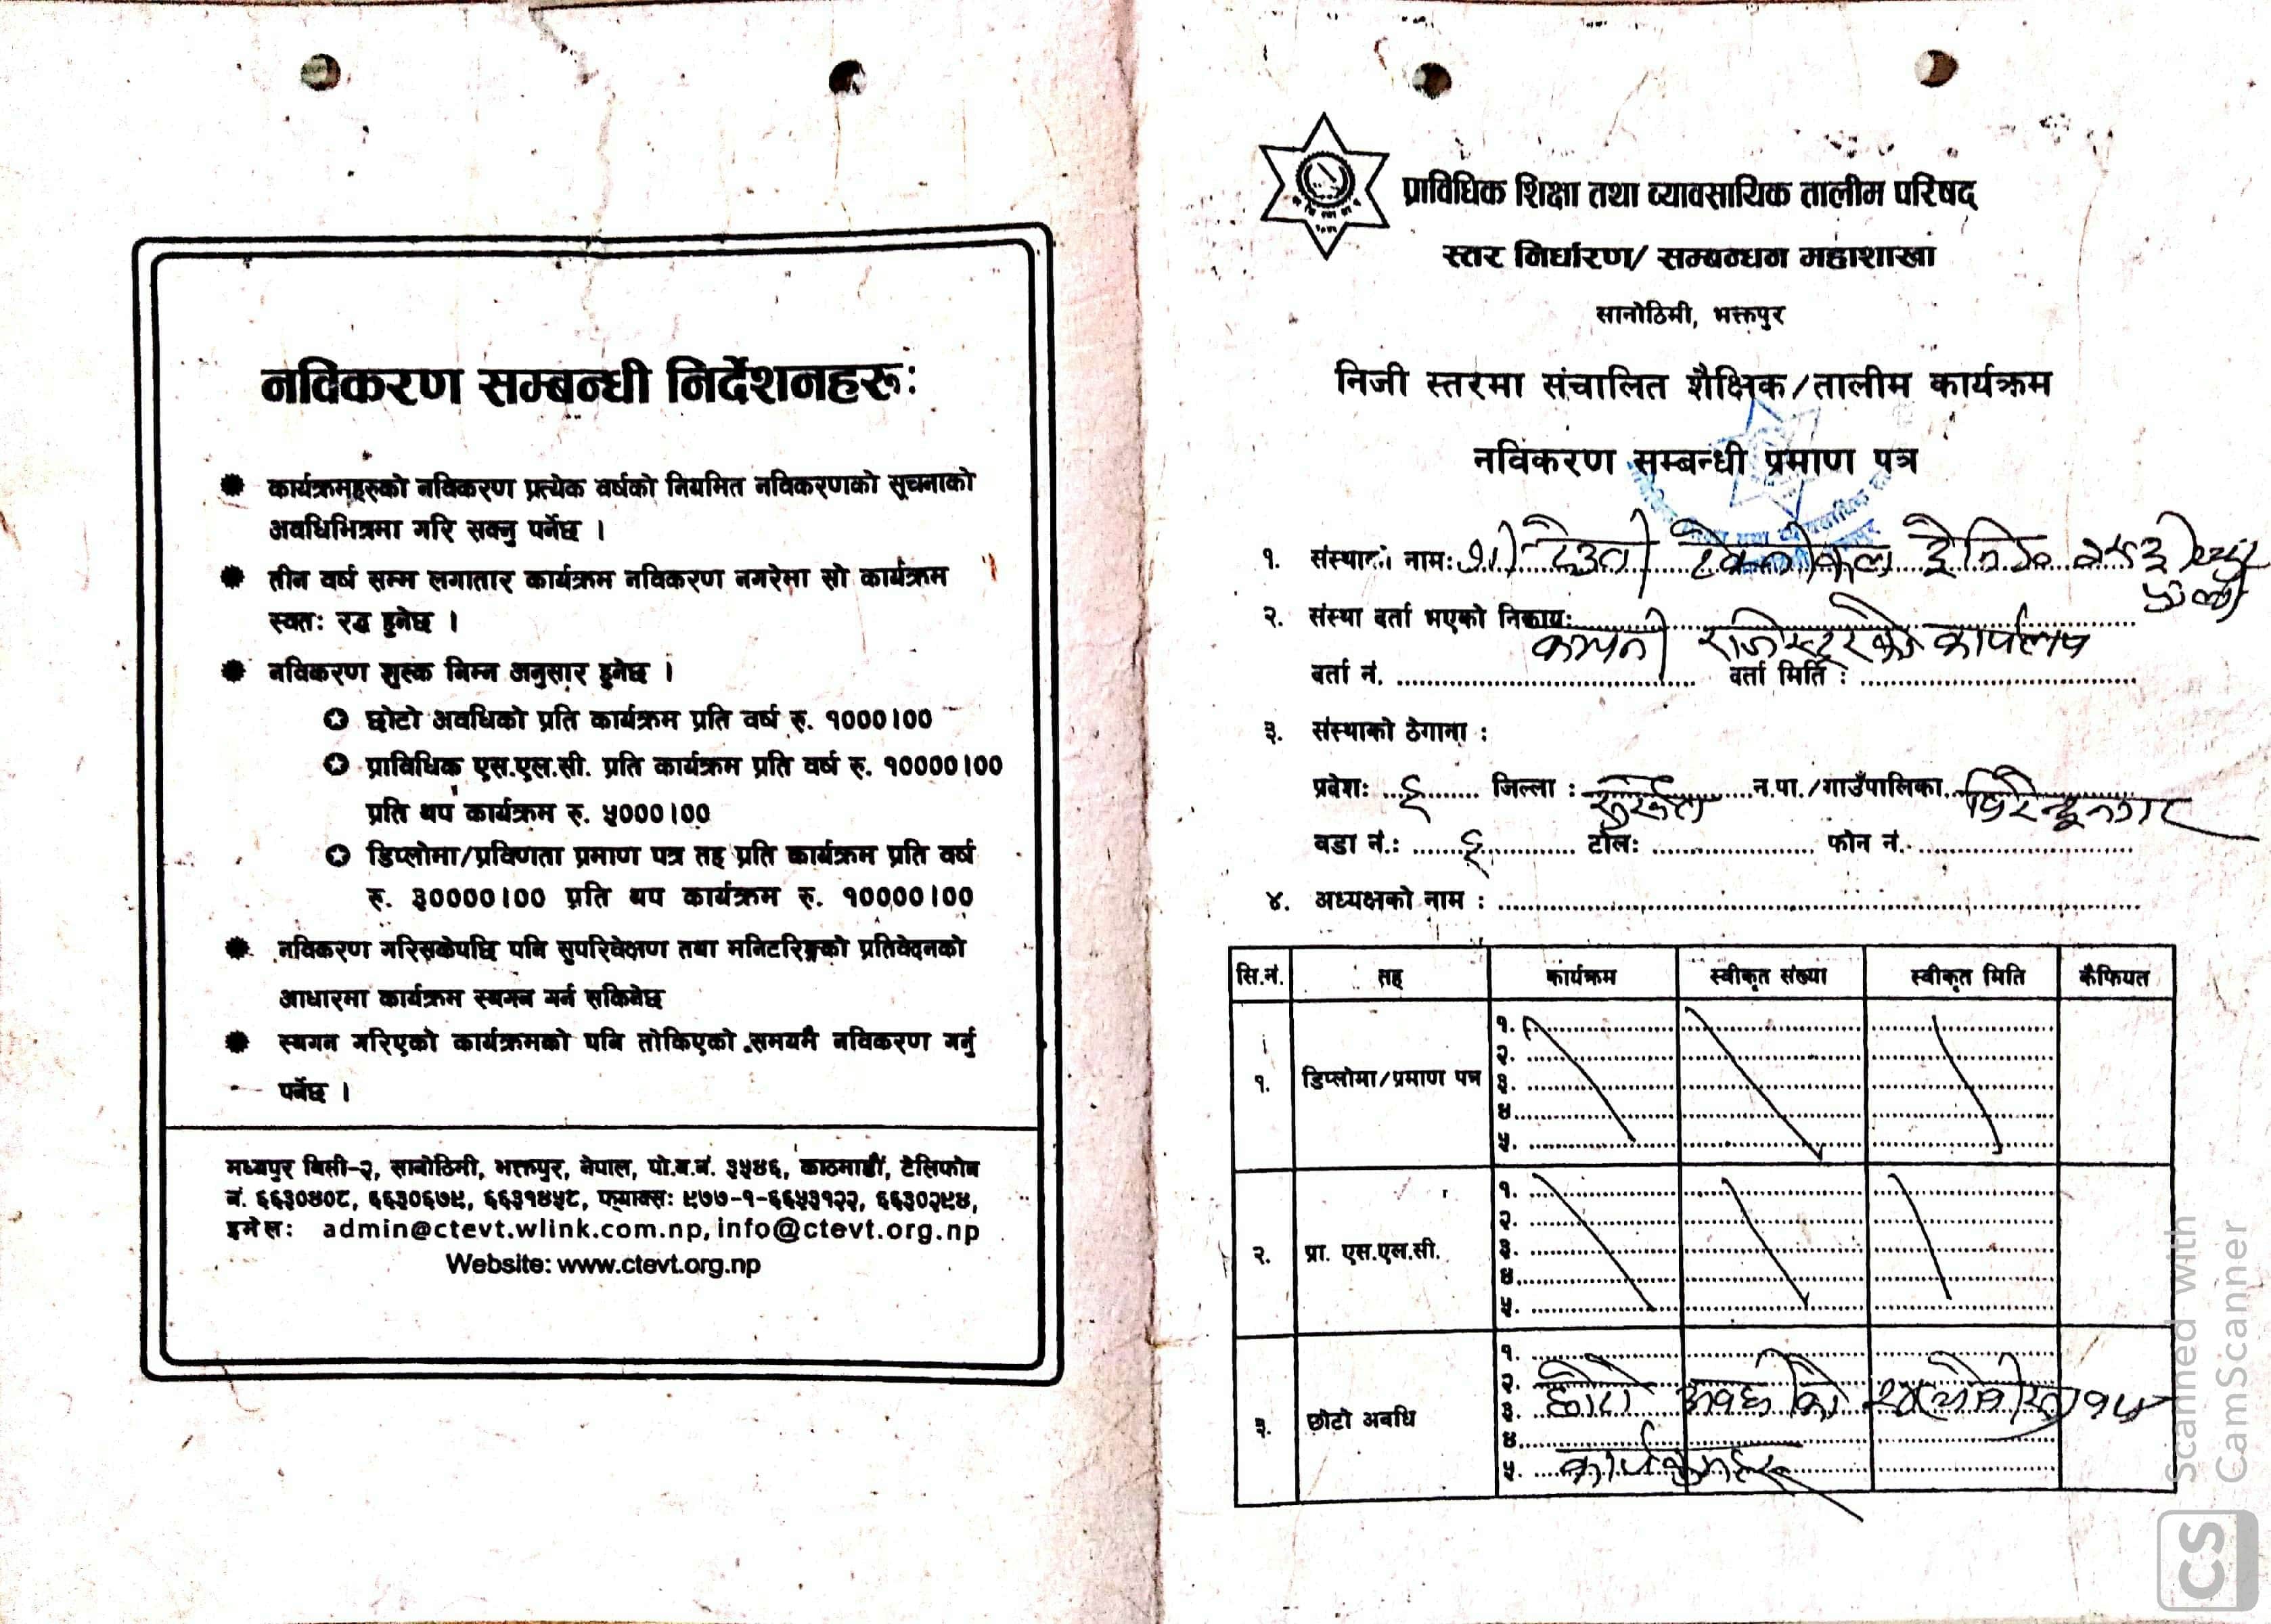 नविकरण सम्बन्धी निर्देशनहरू:
कार्यक्रमहरुको नविकरण प्रत्येक वर्षको नियमित नविकरणको सूचनाको
अवधिभित्रमा गरि सक्नु पर्नेछ ।
तीन वर्ष सम्म लगातार कार्यक्रम नविकरण नगरेमा सो कार्यक्रम
स्वतः रद्ध हुनेछ ।
नविकरण शुल्क निम्न अनुसार हुनेछ ।
छोटो अवधिको प्रति कार्यक्रम प्रति वर्ष रु. १०००।००
प्राविधिक एस.एल.सी. प्रति कार्यक्रम प्रति वर्ष रु. १००००।००
प्रति थप कार्यक्रम रु. ५०००।००
डिप्लोमा/प्रविणता प्रमाण पत्र तह प्रति कार्यक्रम प्रति वर्ष
रु. ३००००।०० प्रति थप कार्यक्रम रु. १००००।००
नविकरण गरिसकेपछि पनि सुपरिवेक्षण तथा मनिटरिङ्गको प्रतिवेदनको
आधारमा कार्यक्रम स्थगन गर्न सकिनेछ
स्थगन गरिएको कार्यक्रमको पनि तोकिएको समयमै नविकरण गर्नु
पर्नेछ ।
मध्यपुर थिमी-२, सानोठिमी, भक्तपुर, नेपाल, पो.ब.नं. ३५४६, काठमाडौं, टेलिफोन
नं. ६६३०४०८, ६६३०६७९, ६६३१४५८, फ्याक्स: ९७७-१-६६५३१२२, ६६३०२९४,
इमेल: admin@ctevt.wlink.com.np, info@ctevt.org.np
Website: www.ctevt.org.np
प्राविधिक शिक्षा तथा व्यावसायिक तालीम परिषद्
स्तर निर्धारण/ सम्बन्धन महाशाखा
सानोठिमी, भक्तपुर
निजी स्तरमा संचालित शैक्षिक/तालीम कार्यक्रम
नविकरण सम्बन्धी प्रमाण पत्र
१. संस्थाको नाम: देउती टेक्नीकल
२. संस्था दर्ता भएको निकाय:
कम्पनी रजिस्ट्रारको कार्यालय
दर्ता नं. दर्ता मिति :
३. संस्थाको ठेगाना :
प्रदेश: ६ जिल्ला : सुर्खेत न.पा./गाउँपालिका विरेन्द्रनगर
वडा नं.: ६ टोल: फोन नं.
४. अध्यक्षको नाम :
सि.नं. तह कार्यक्रम स्वीकृत संख्या स्वीकृत मिति कैफियत
१. डिप्लोमा/प्रमाण पत्र
१.
२.
३.
४.
५.
२. प्रा. एस.एल.सी.
१.
२.
३.
४.
५.
३. छोटो अवधि
१.
२.
३. छोटो अवधिको १५
४.
५. कार्यक्रमहरू
Scanned with
CamScanner
CS